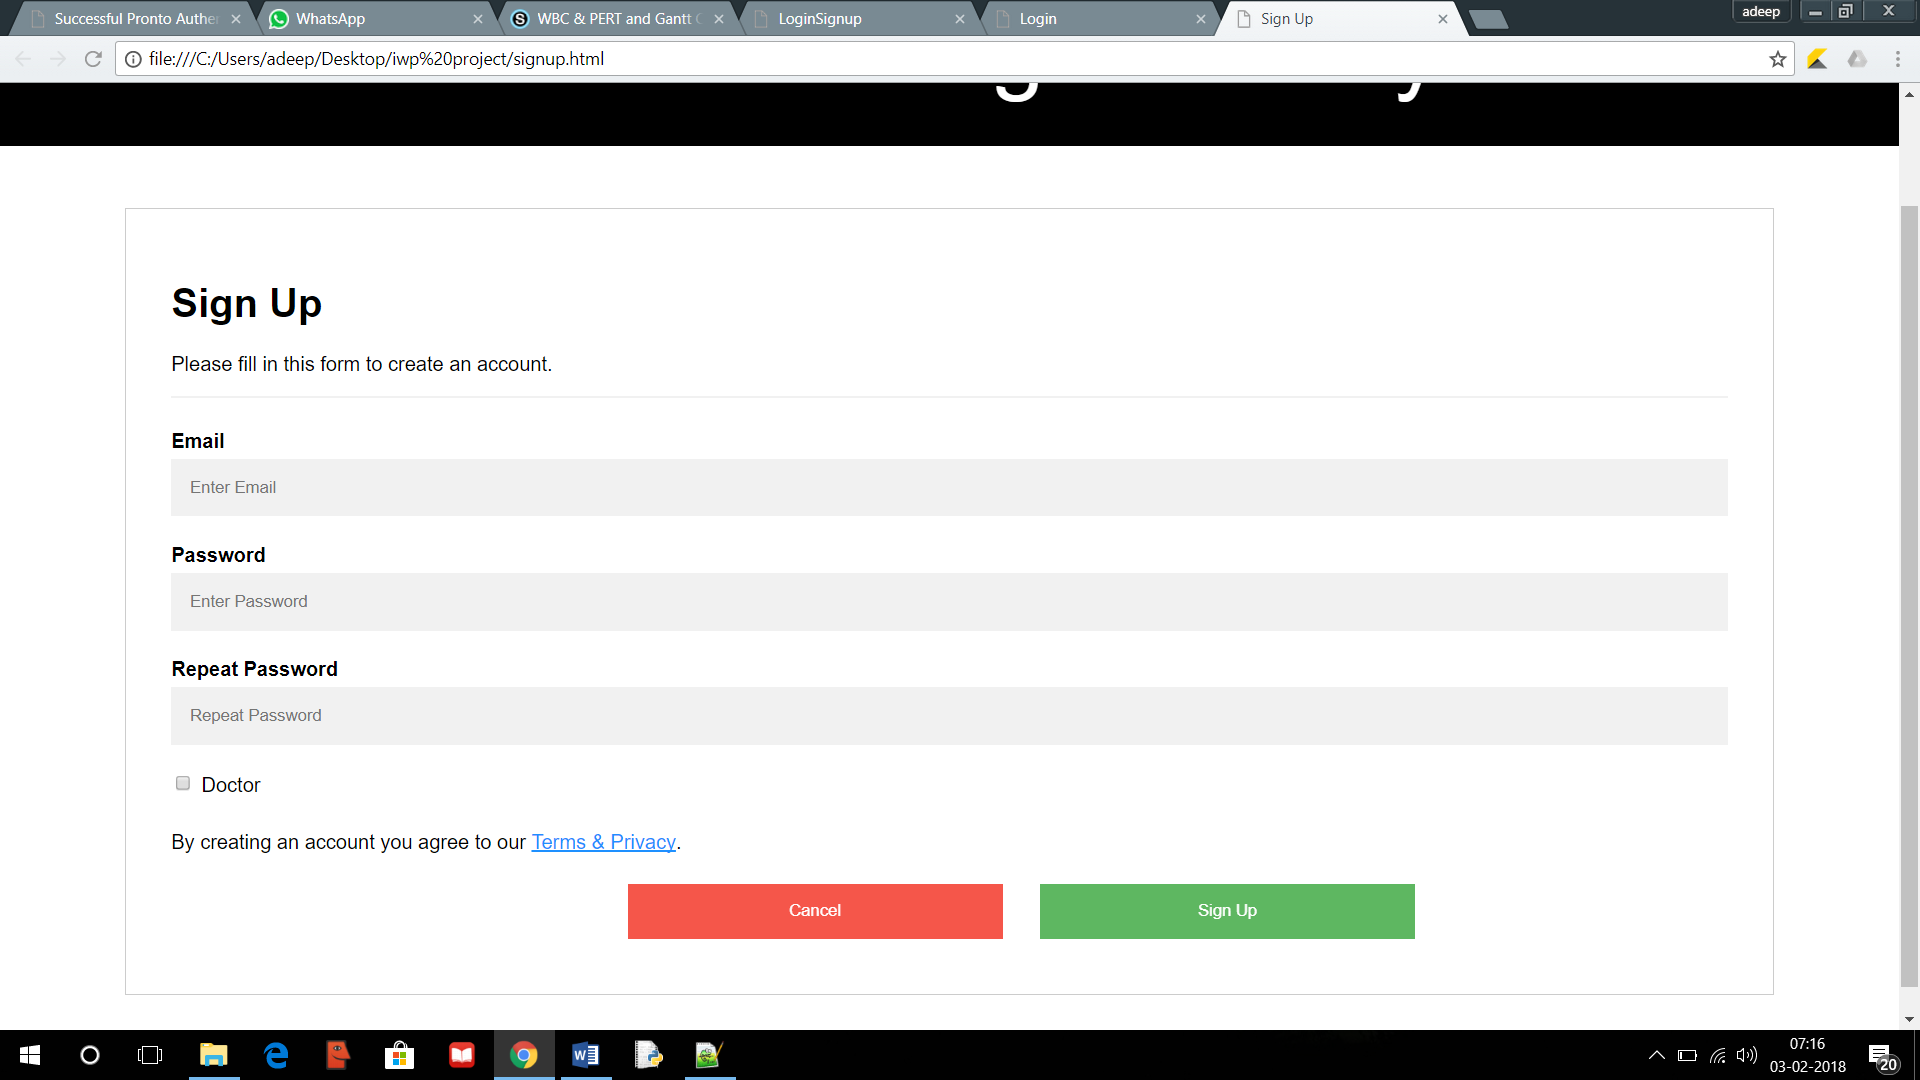 Successful Pronto Auther
WhatsApp
WBC & PERT and Gantt
LoginSignup
Login
Sign Up
adeep
file:///C:/Users/adeep/Desktop/iwp%20project/signup.html
Sign Up
Please fill in this form to create an account.
Email
Enter Email
Password
Enter Password
Repeat Password
Repeat Password
Doctor
By creating an account you agree to our Terms & Privacy.
Cancel
Sign Up
07:16
03-02-2018
20